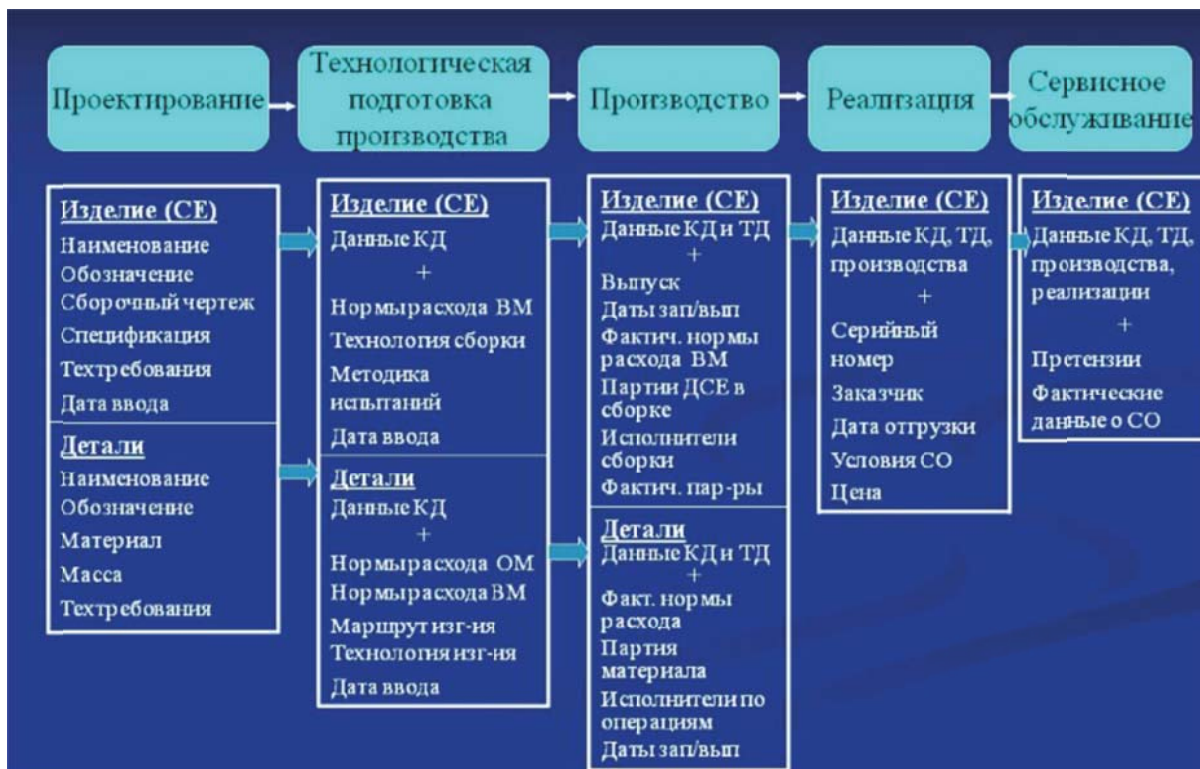 Проектирование
Технологическая
подготовка
производства
Производство
Реализация
Сервисное
обслуживание
Изделие (СЕ)
Наименование
Обозначение
Сборочный чертеж
Спецификация
Техтребования
Дата ввода
Детали
Наименование
Обозначение
Материал
Масса
Техтребования
Изделие (СЕ)
Данные КД
+
Нормы расхода ВМ
Технология сборки
Методика
испытаний
Дата ввода
Детали
Данные КД
+
Нормы расхода ОМ
Нормы расхода ВМ
Маршрут изг-ия
Технология изг-ия
Дата ввода
Изделие (СЕ)
Данные КД и ТД
+
Выпуск
Даты зап/вып
Фактич. нормы
расхода ВМ
Партии ДСЕ в
сборке
Исполнители
сборки
Фактич. пар-ры
Детали
Данные КД и ТД
+
Факт. нормы
расхода
Партия
материала
Исполнители по
операциям
Даты зап/вып
Изделие (СЕ)
Данные КД, ТД,
производства
+
Серийный
номер
Заказчик
Дата отгрузки
Условия СО
Цена
Изделие (СЕ)
Данные КД, ТД,
производства,
реализации
+
Претензии
Фактические
данные о СО